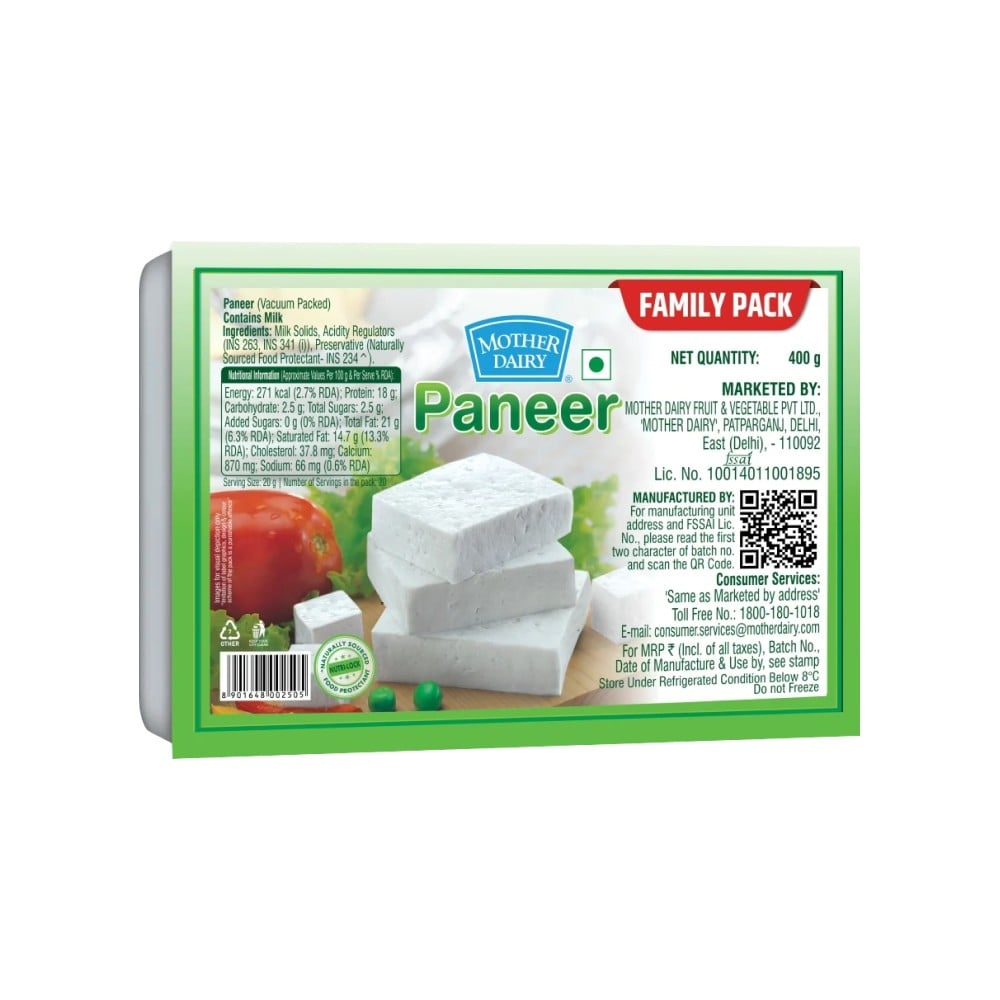 Paneer (Vacuum Packed)
Contains Milk
Ingredients: Milk Solids, Acidity Regulators
(INS 263, INS 341 (i)), Preservative (Naturally
Sourced Food Protectant- INS 234 ^).
Nutritional Information (Approximate Values Per 100 g & Per Serve % RDA):
Energy: 271 kcal (2.7% RDA); Protein: 18 g;
Carbohydrate: 2.5 g; Total Sugars: 2.5 g;
Added Sugars: 0 g (0% RDA); Total Fat: 21 g
(6.3% RDA); Saturated Fat: 14.7 g (13.3%
RDA); Cholesterol: 37.8 mg; Calcium:
870 mg; Sodium: 66 mg (0.6% RDA)
Serving Size: 20 g | Number of Servings in the pack: 20
Images for visual depiction only
OTHER
8 901648 002505
NATURALLY SOURCED
NUTRI-LOCK
FOOD PROTECTANT
MOTHER
DAIRY
®
Paneer
FAMILY PACK
NET QUANTITY: 400 g
MARKETED BY:
MOTHER DAIRY FRUIT & VEGETABLE PVT LTD.,
'MOTHER DAIRY', PATPARGANJ, DELHI,
East (Delhi), - 110092
fssai
Lic. No. 10014011001895
MANUFACTURED BY:
For manufacturing unit
address and FSSAI Lic.
No., please read the first
two character of batch no.
and scan the QR Code.
Consumer Services:
'Same as Marketed by address'
Toll Free No.: 1800-180-1018
E-mail: consumer.services@motherdairy.com
For MRP ₹ (Incl. of all taxes), Batch No.,
Date of Manufacture & Use by, see stamp
Store Under Refrigerated Condition Below 8°C
Do not Freeze